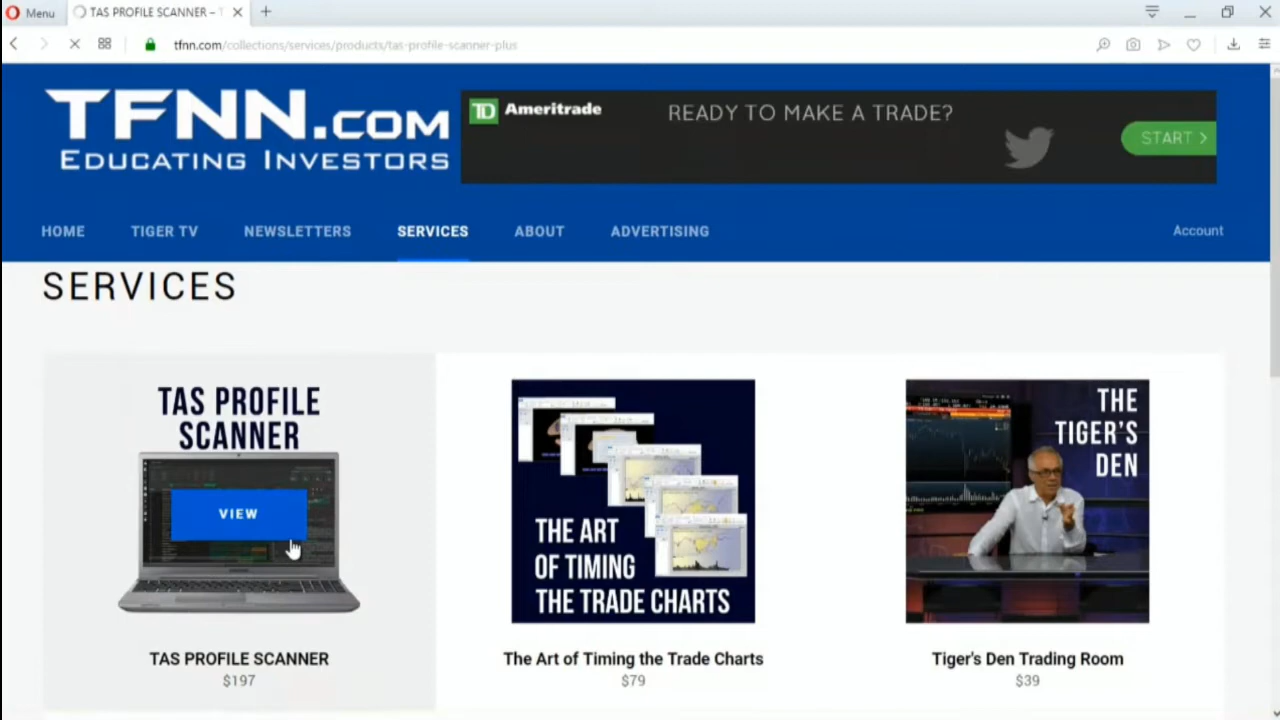 Menu
TAS PROFILE SCANNER – T
tfnn.com/collections/services/products/tas-profile-scanner-plus
TFNN.COM
EDUCATING INVESTORS
TD Ameritrade
READY TO MAKE A TRADE?
START >
HOME
TIGER TV
NEWSLETTERS
SERVICES
ABOUT
ADVERTISING
Account
SERVICES
TAS PROFILE
SCANNER
VIEW
THE ART
OF TIMING
THE TRADE CHARTS
THE
TIGER'S
DEN
TAS PROFILE SCANNER
$197
The Art of Timing the Trade Charts
$79
Tiger's Den Trading Room
$39